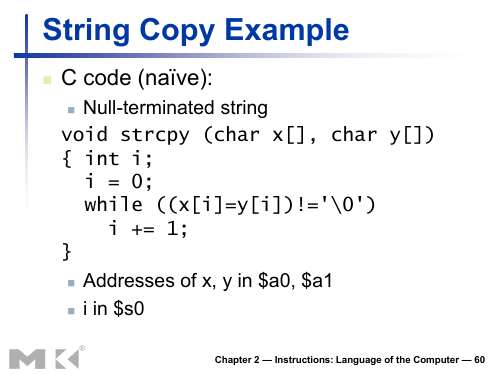 String Copy Example
C code (naïve):
Null-terminated string
void strcpy (char x[], char y[])
{ int i;
i = 0;
while ((x[i]=y[i])!='\0')
i += 1;
}
Addresses of x, y in $a0, $a1
i in $s0
MK®
Chapter 2 — Instructions: Language of the Computer — 60